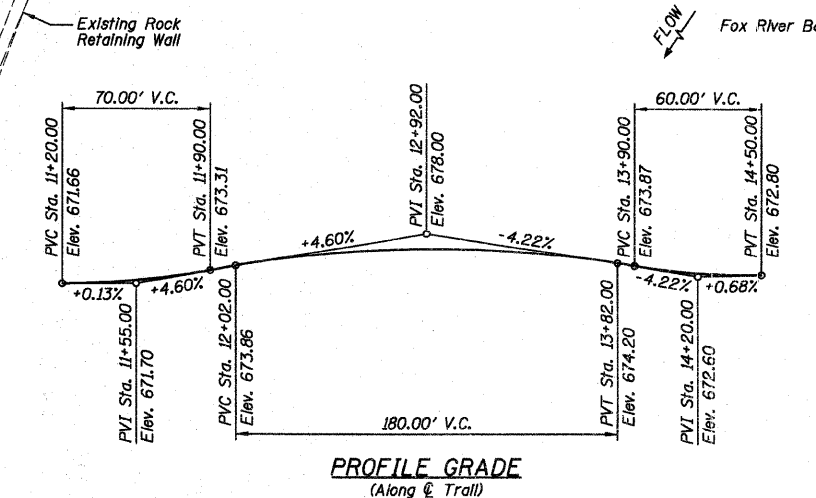 Existing Rock
Retaining Wall
FLOW
Fox River Bo
70.00' V.C.
60.00' V.C.
PVC Sta. 11+20.00
Elev. 671.66
PVT Sta. 11+90.00
Elev. 673.31
PVI Sta. 12+92.00
Elev. 678.00
PVC Sta. 13+90.00
Elev. 673.87
PVT Sta. 14+50.00
Elev. 672.80
+4.60%
-4.22%
+0.13%
+4.60%
-4.22%
+0.68%
PVI Sta. 11+55.00
Elev. 671.70
PVC Sta. 12+02.00
Elev. 673.86
PVT Sta. 13+82.00
Elev. 674.20
PVI Sta. 14+20.00
Elev. 672.60
180.00' V.C.
PROFILE GRADE
(Along ℄ Trail)